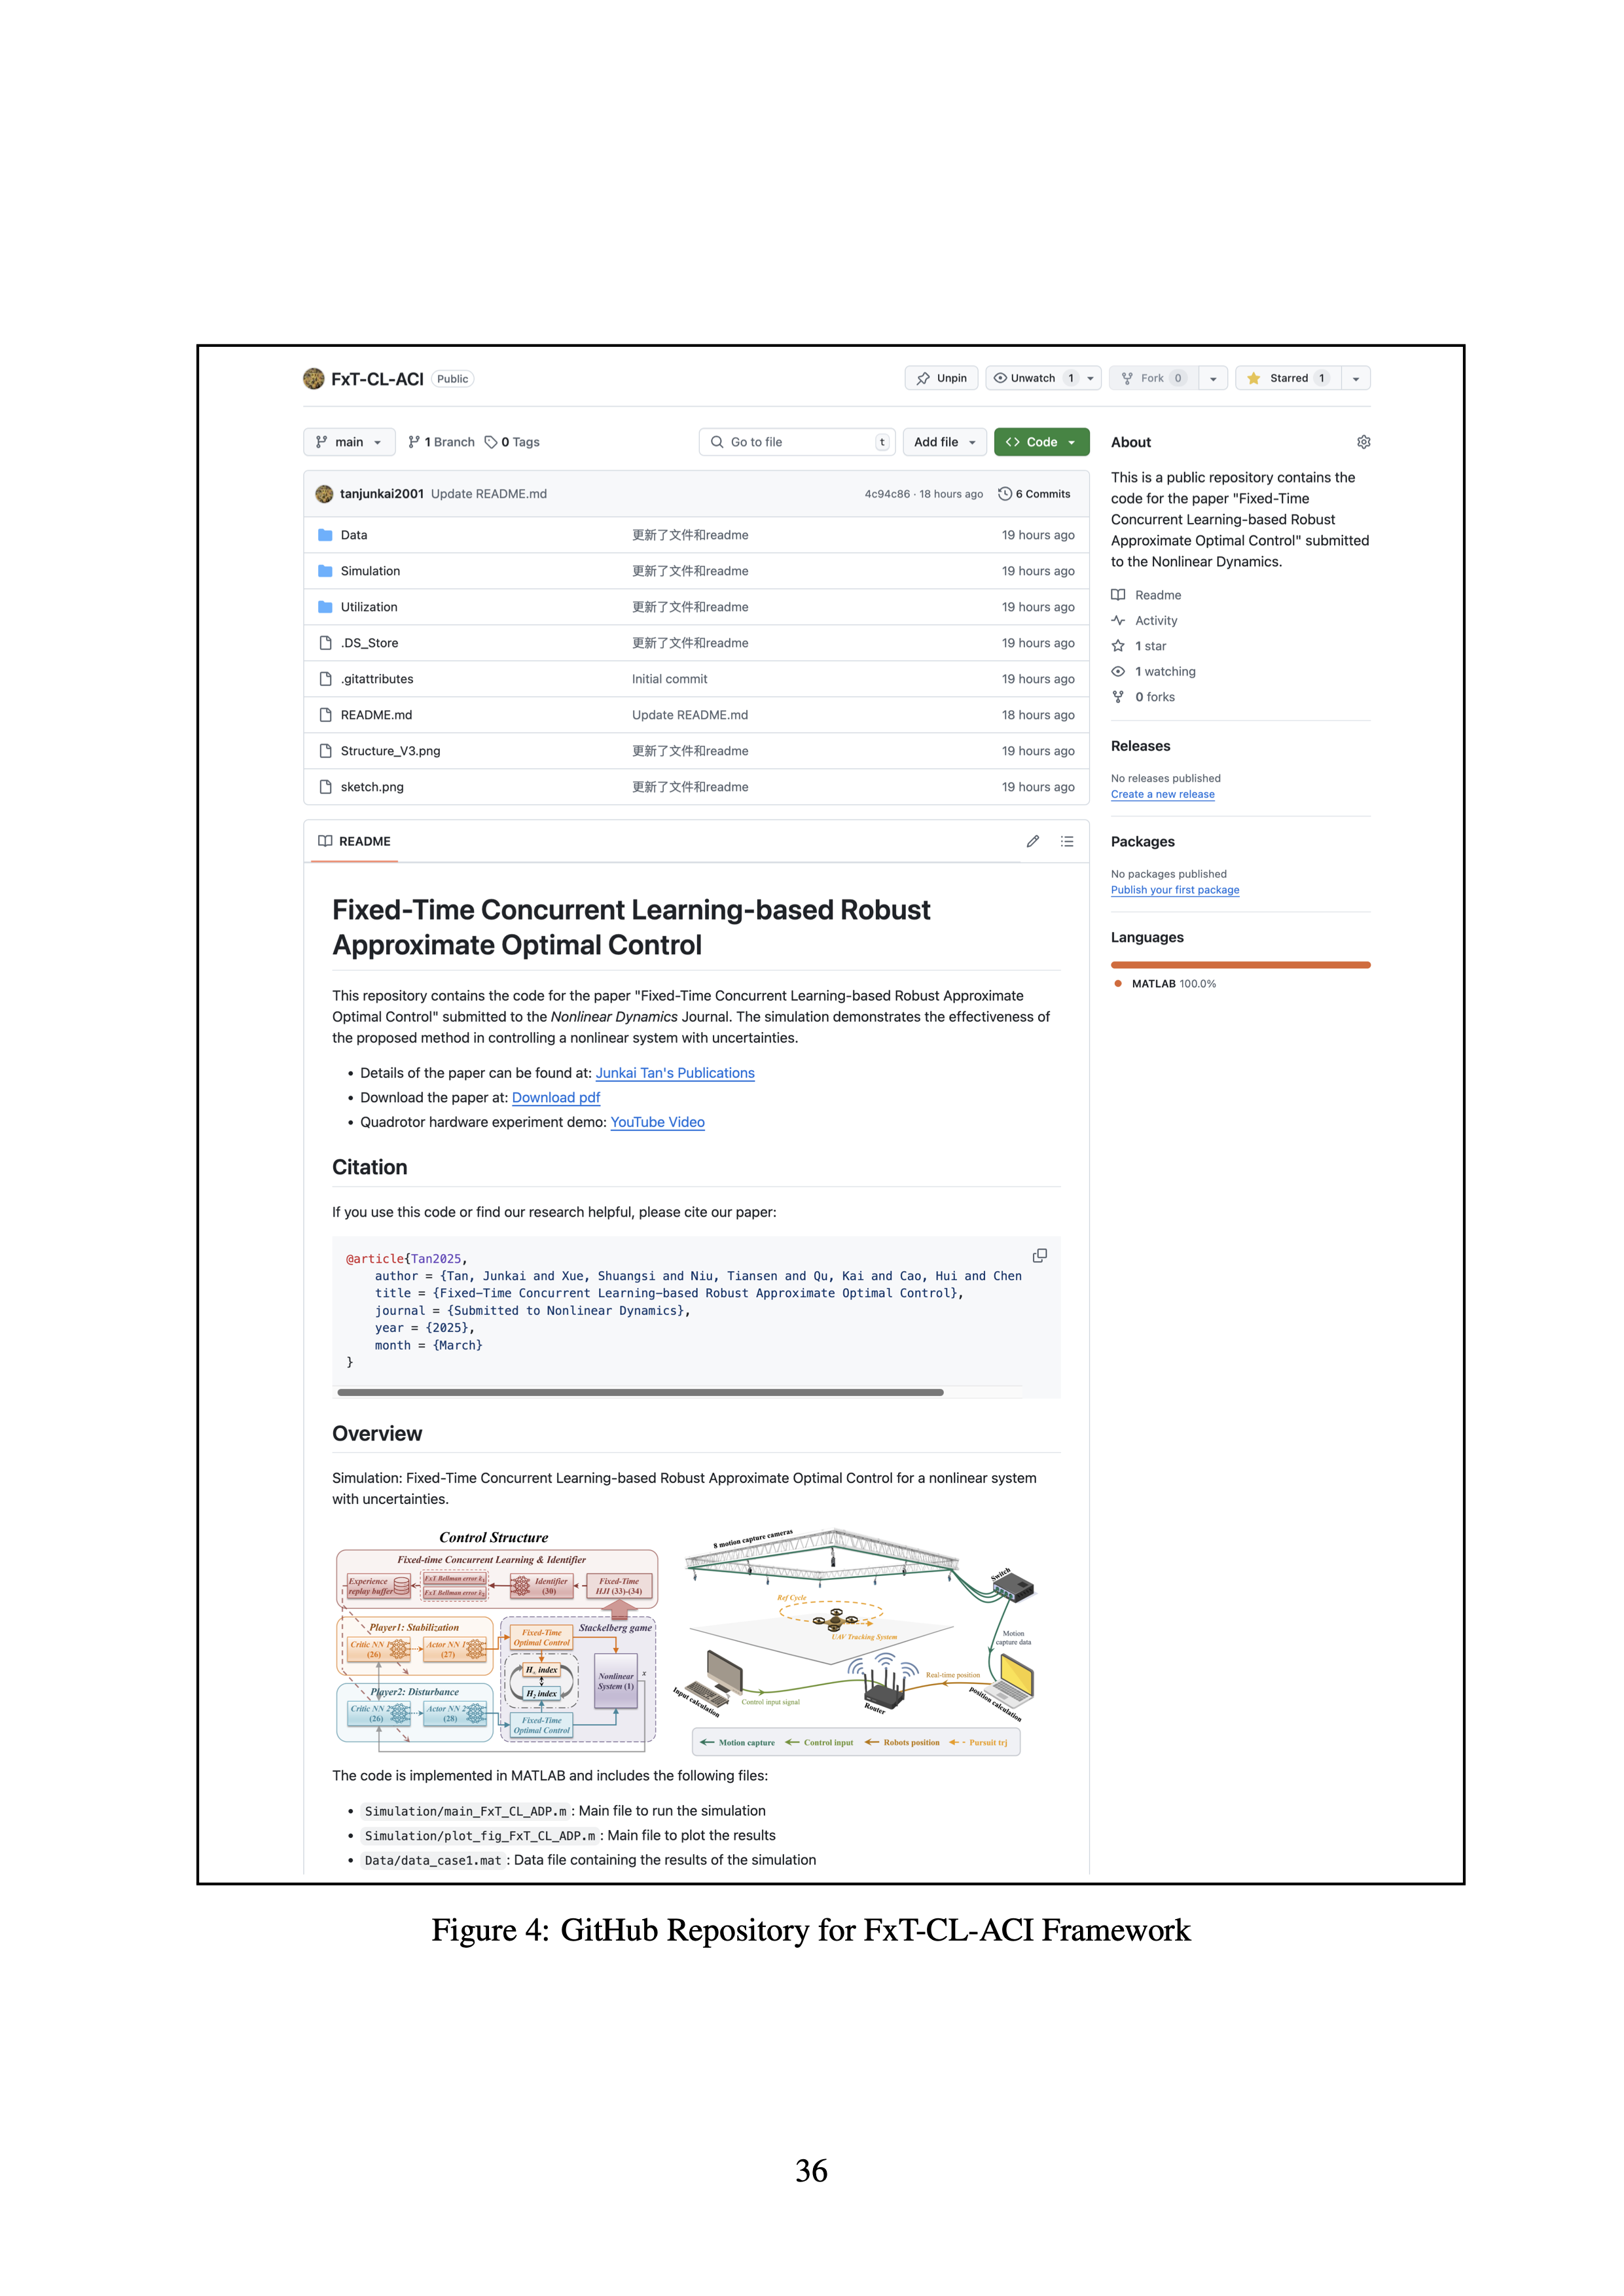 FxT-CL-ACI Public
Unpin
Unwatch 1
Fork 0
Starred 1
main
1 Branch
0 Tags
Go to file
t
Add file
Code
tanjunkai2001 Update README.md
4c94c86 · 18 hours ago
6 Commits
Data 更新了文件和readme 19 hours ago
Simulation 更新了文件和readme 19 hours ago
Utilization 更新了文件和readme 19 hours ago
.DS_Store 更新了文件和readme 19 hours ago
.gitattributes Initial commit 19 hours ago
README.md Update README.md 18 hours ago
Structure_V3.png 更新了文件和readme 19 hours ago
sketch.png 更新了文件和readme 19 hours ago
About
This is a public repository contains the
code for the paper "Fixed-Time
Concurrent Learning-based Robust
Approximate Optimal Control" submitted
to the Nonlinear Dynamics.
Readme
Activity
1 star
1 watching
0 forks
Releases
No releases published
Create a new release
Packages
No packages published
Publish your first package
Languages
MATLAB 100.0%
README
Fixed-Time Concurrent Learning-based Robust
Approximate Optimal Control
This repository contains the code for the paper "Fixed-Time Concurrent Learning-based Robust Approximate
Optimal Control" submitted to the Nonlinear Dynamics Journal. The simulation demonstrates the effectiveness of
the proposed method in controlling a nonlinear system with uncertainties.
• Details of the paper can be found at: Junkai Tan's Publications
• Download the paper at: Download pdf
• Quadrotor hardware experiment demo: YouTube Video
Citation
If you use this code or find our research helpful, please cite our paper:
@article{Tan2025,
author = {Tan, Junkai and Xue, Shuangsi and Niu, Tiansen and Qu, Kai and Cao, Hui and Chen
title = {Fixed-Time Concurrent Learning-based Robust Approximate Optimal Control},
journal = {Submitted to Nonlinear Dynamics},
year = {2025},
month = {March}
}
Overview
Simulation: Fixed-Time Concurrent Learning-based Robust Approximate Optimal Control for a nonlinear system
with uncertainties.
Control Structure
Fixed-time Concurrent Learning & Identifier
Experience
replay buffer
FxT Bellman error
FxT Bellman error
Identifier
(30)
Fixed-Time
HJI (33)-(34)
Player1: Stabilization
Critic NN 1
(26)
Actor NN 1
(27)
Player2: Disturbance
Critic NN 2
(26)
Actor NN 2
(28)
Stackelberg game
Fixed-Time
Optimal Control
H∞ index
H2 index
Fixed-Time
Optimal Control
Nonlinear
System (1)
x
8 motion capture cameras
Switch
Ref Cycle
UAV Tracking System
Motion
capture data
Input calculation
Control input signal
Router
Real-time position
position calculation
Motion capture
Control input
Robots position
Pursuit trj
The code is implemented in MATLAB and includes the following files:
• Simulation/main_FxT_CL_ADP.m : Main file to run the simulation
• Simulation/plot_fig_FxT_CL_ADP.m : Main file to plot the results
• Data/data_case1.mat : Data file containing the results of the simulation
Figure 4: GitHub Repository for FxT-CL-ACI Framework
36